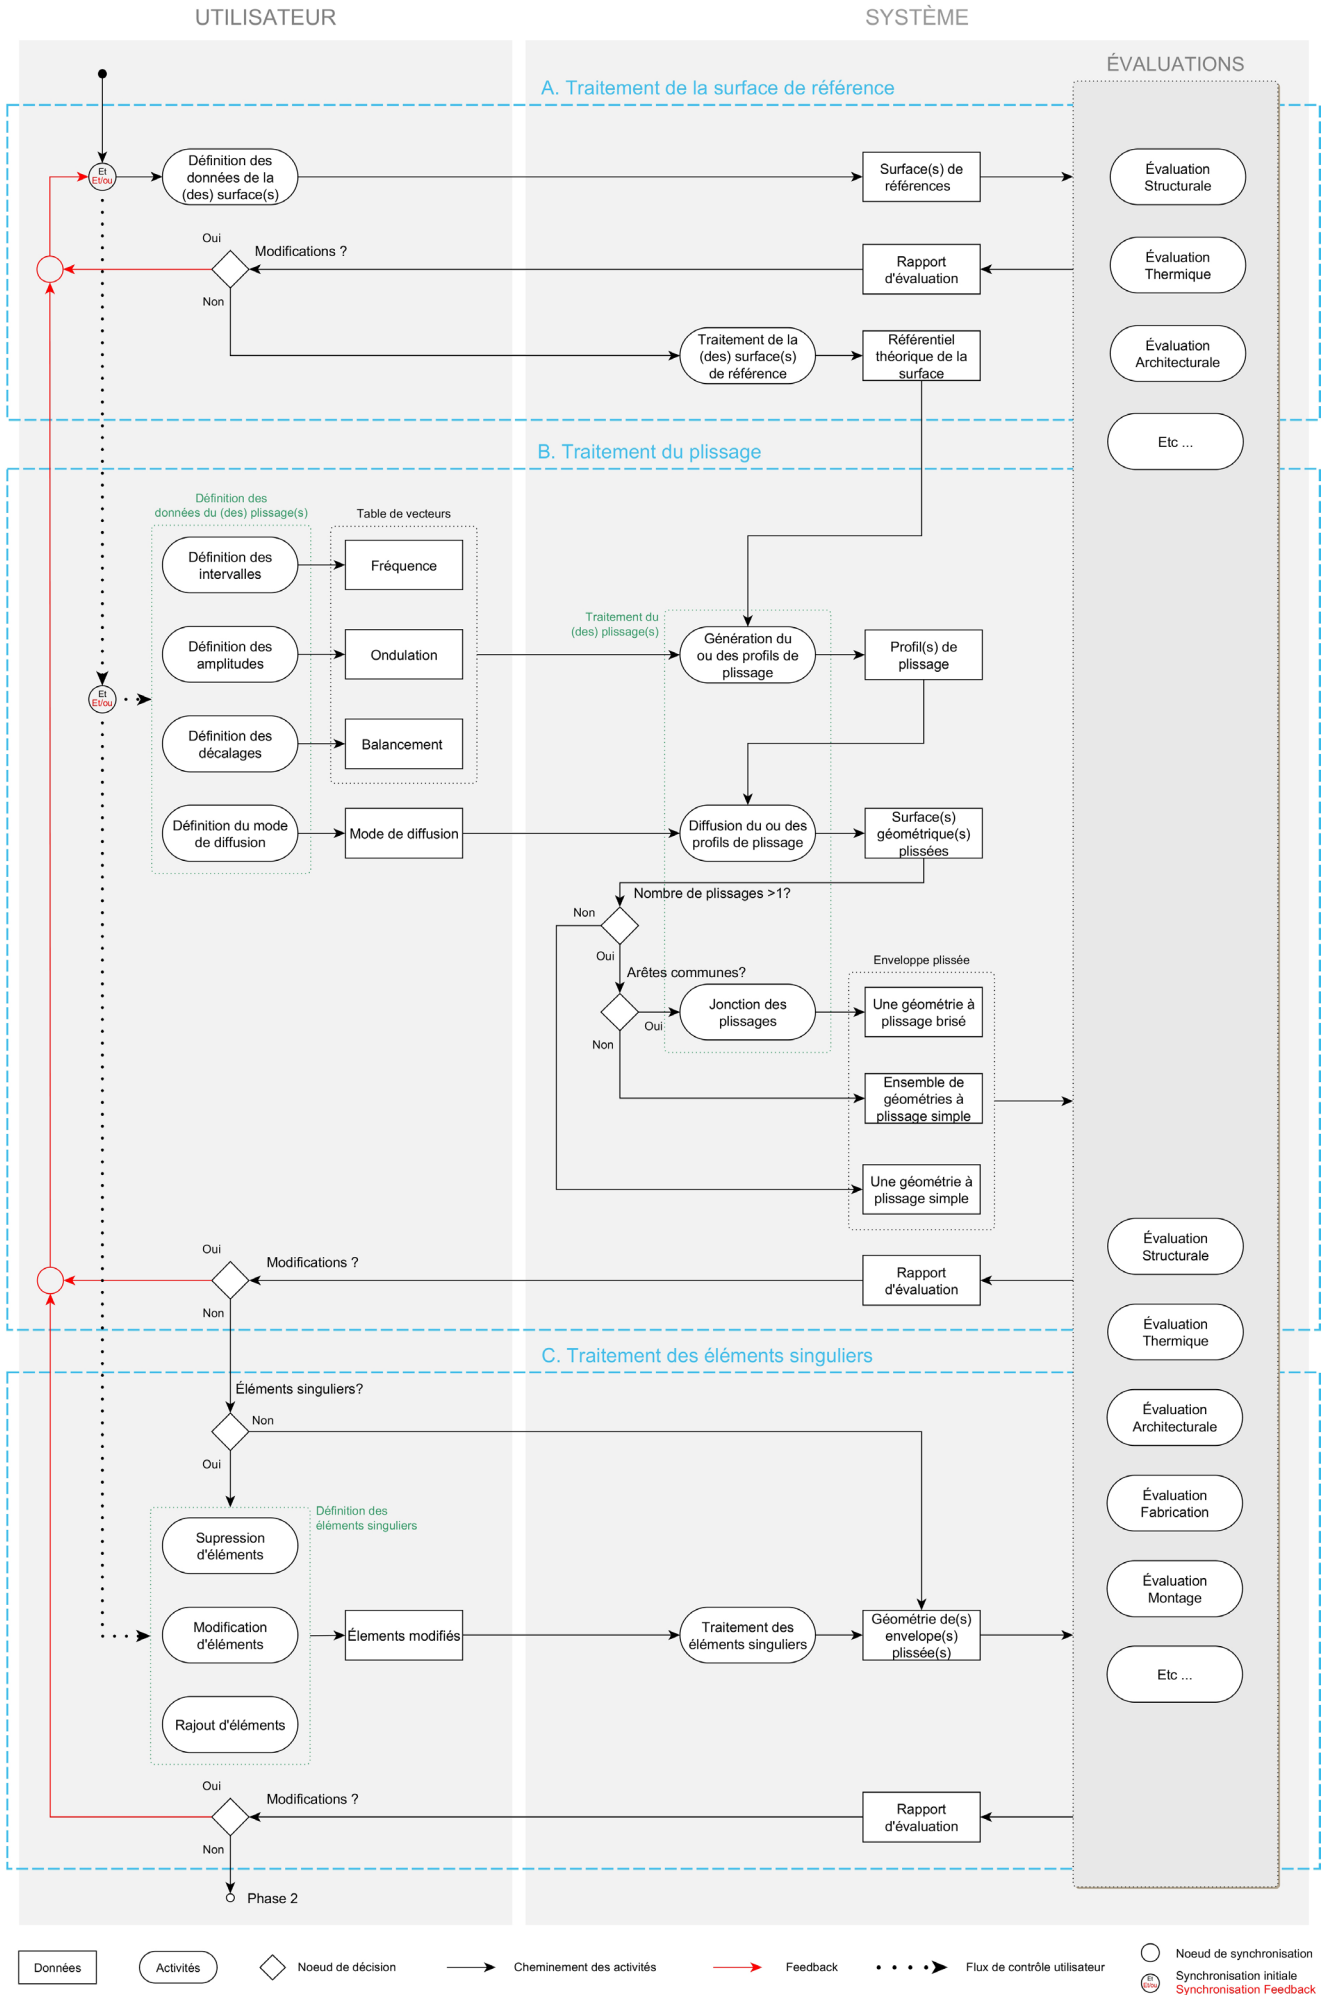 UTILISATEUR
SYSTÈME
ÉVALUATIONS
A. Traitement de la surface de référence
Et
Et/ou
Définition des
données de la
(des) surface(s)
Surface(s) de
références
Évaluation
Structurale
Oui
Modifications ?
Non
Rapport
d'évaluation
Évaluation
Thermique
Traitement de la
(des) surface(s)
de référence
Référentiel
théorique de la
surface
Évaluation
Architecturale
Etc ...
B. Traitement du plissage
Définition des
données du (des) plissage(s)
Table de vecteurs
Définition des
intervalles
Fréquence
Traitement du
(des) plissage(s)
Définition des
amplitudes
Ondulation
Génération du
ou des profils de
plissage
Profil(s) de
plissage
Et
Et/ou
Définition des
décalages
Balancement
Définition du mode
de diffusion
Mode de diffusion
Diffusion du ou des
profils de plissage
Surface(s)
géométrique(s)
plissées
Nombre de plissages >1?
Non
Oui
Arêtes communes?
Oui
Non
Jonction des
plissages
Enveloppe plissée
Une géométrie à
plissage brisé
Ensemble de
géométries à
plissage simple
Une géométrie à
plissage simple
Évaluation
Structurale
Oui
Modifications ?
Non
Rapport
d'évaluation
Évaluation
Thermique
C. Traitement des éléments singuliers
Éléments singuliers?
Non
Oui
Évaluation
Architecturale
Définition des
éléments singuliers
Supression
d'éléments
Évaluation
Fabrication
Modification
d'éléments
Élements modifiés
Traitement des
éléments singuliers
Géométrie de(s)
envelope(s)
plissée(s)
Évaluation
Montage
Etc ...
Rajout d'éléments
Oui
Modifications ?
Non
Rapport
d'évaluation
Phase 2
Données
Activités
Noeud de décision
Cheminement des activités
Feedback
Flux de contrôle utilisateur
Noeud de synchronisation
Et
Et/ou
Synchronisation initiale
Synchronisation Feedback